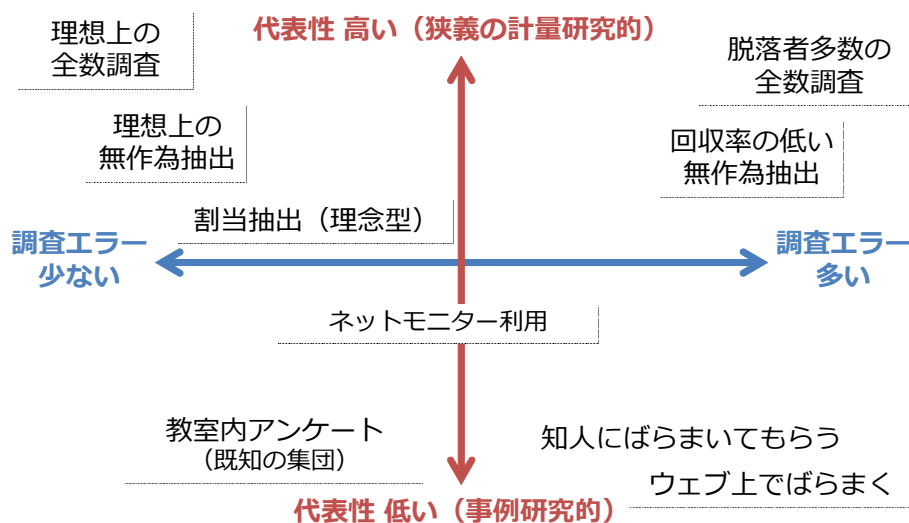 代表性 高い（狭義の計量研究的）
理想上の
全数調査
脱落者多数の
全数調査
理想上の
無作為抽出
回収率の低い
無作為抽出
割当抽出（理念型）
調査エラー
少ない
調査エラー
多い
ネットモニター利用
教室内アンケート
（既知の集団）
知人にばらまいてもらう
ウェブ上でばらまく
代表性 低い（事例研究的）